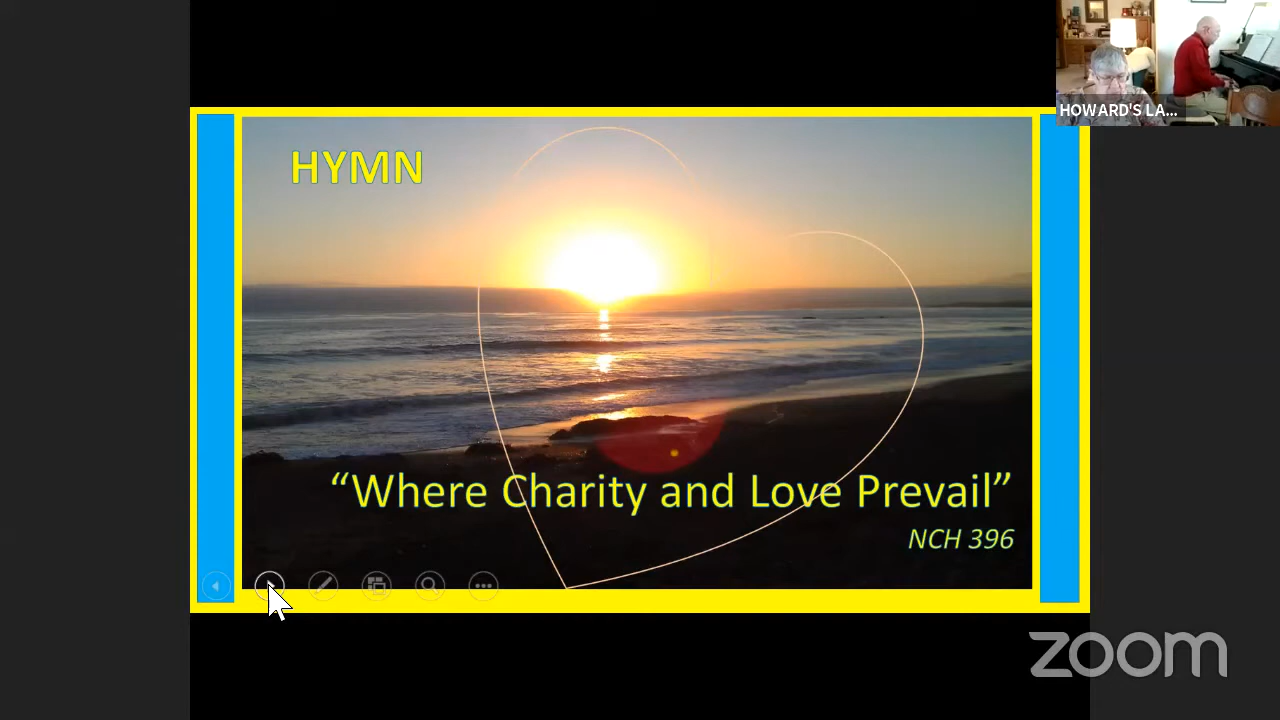 HOWARD'S LA...
HYMN
“Where Charity and Love Prevail”
NCH 396
zoom